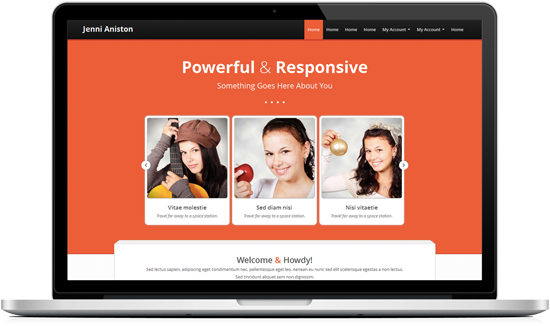 Jenni Aniston
Home Home Home Home My Account My Account Home
Powerful & Responsive
Something Goes Here About You
Vitae molestie
Travel far away to a space station.
Sed diam nisi
Travel far away to a space station.
Nisi vitaetie
Travel far away to a space station.
Welcome & Howdy!
Sed lectus sapien, adipiscing eget condimentum nec, pellentesque eget leo. Aenean eu nunc sed elit scelerisque egestas a non lectus.
Sed tincidunt aliquet sem non dignissim.